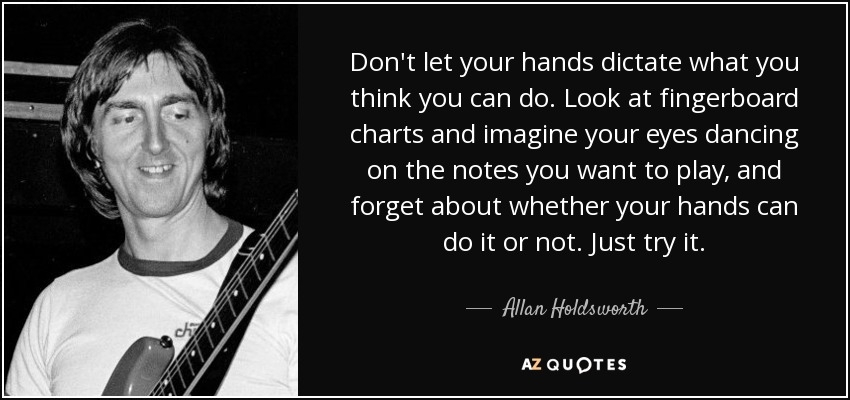 Don't let your hands dictate what you
think you can do. Look at fingerboard
charts and imagine your eyes dancing
on the notes you want to play, and
forget about whether your hands can
do it or not. Just try it.
Allan Holdsworth
AZ QUOTES